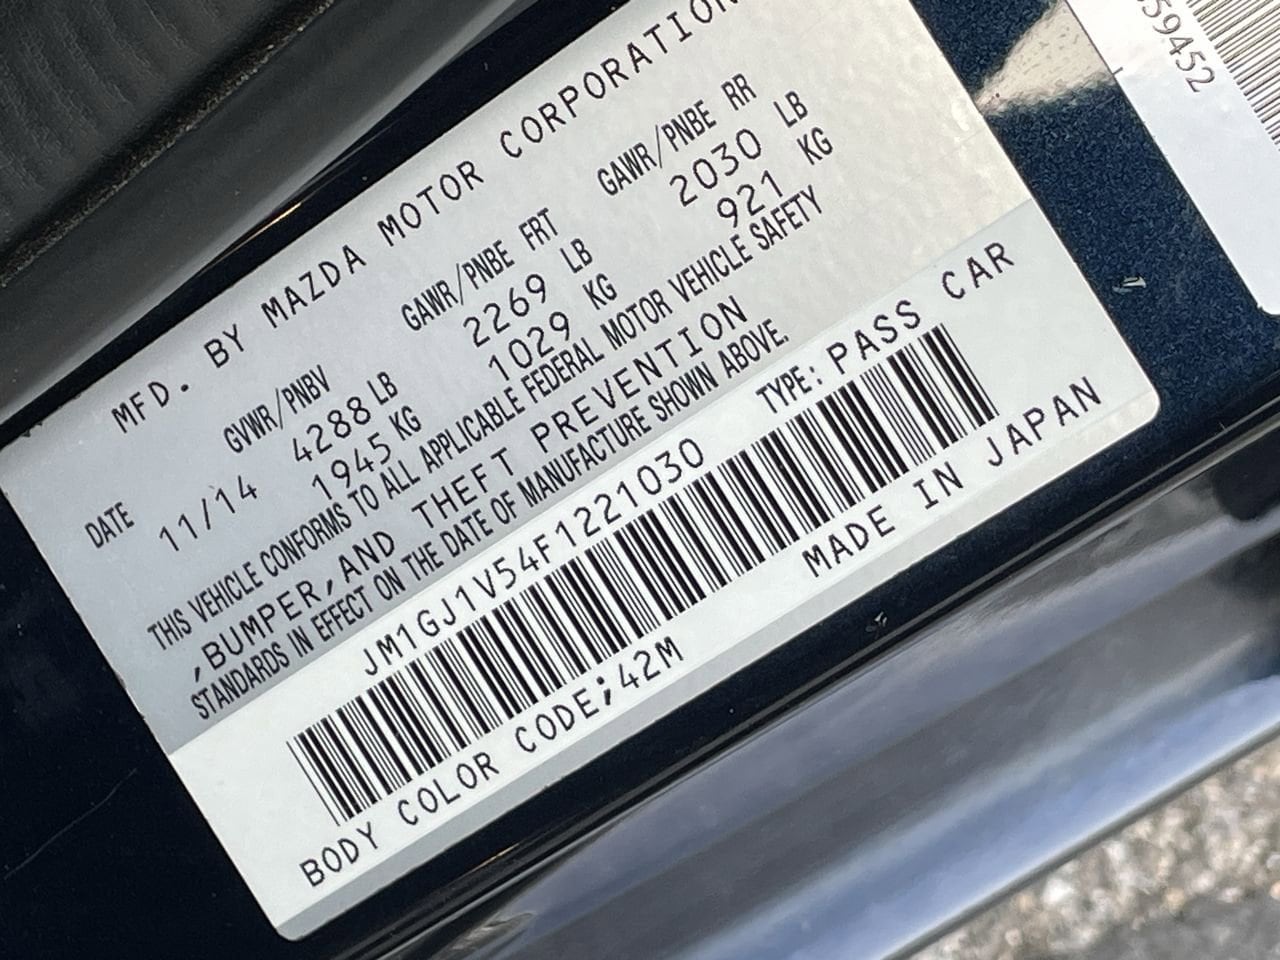 MFD. BY MAZDA MOTOR CORPORATION
DATE GVWR/PNBV GAWR/PNBE FRT GAWR/PNBE RR
11/14 4288 LB 2269 LB 2030 LB
1945 KG 1029 KG 921 KG
THIS VEHICLE CONFORMS TO ALL APPLICABLE FEDERAL MOTOR VEHICLE SAFETY
,BUMPER,AND THEFT PREVENTION
STANDARDS IN EFFECT ON THE DATE OF MANUFACTURE SHOWN ABOVE.
JM1GJ1V54F1221030 TYPE: PASS CAR
BODY COLOR CODE;42M MADE IN JAPAN
59452